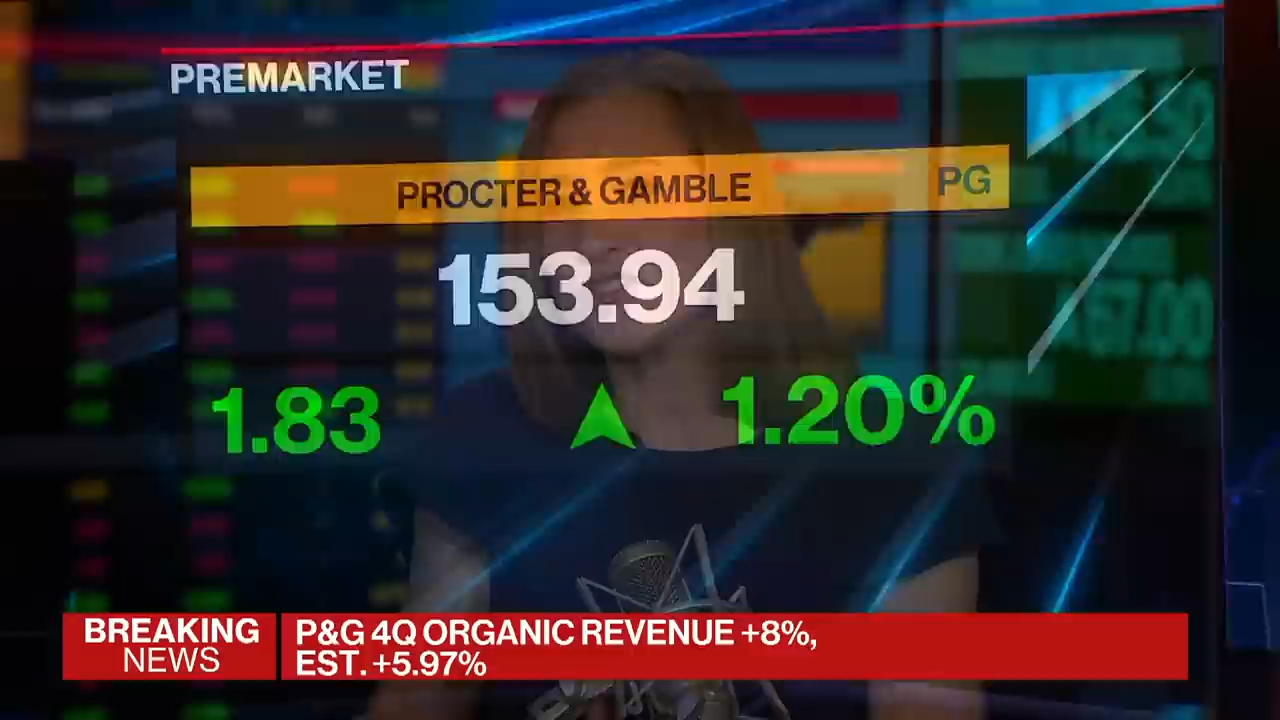 PREMARKET
PROCTER & GAMBLE PG
153.94
1.83 1.20%
BREAKING
NEWS
P&G 4Q ORGANIC REVENUE +8%,
EST. +5.97%